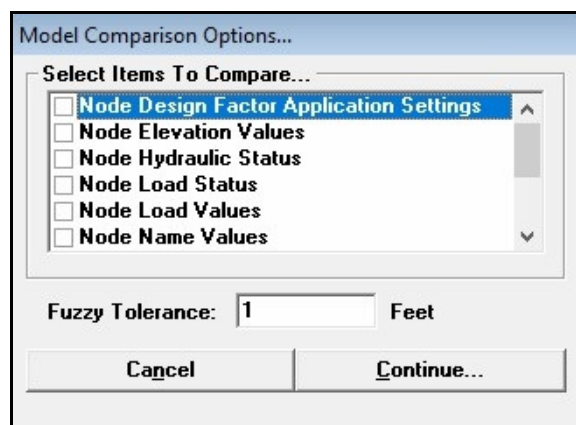 Model Comparison Options...
Select Items To Compare...
Node Design Factor Application Settings
Node Elevation Values
Node Hydraulic Status
Node Load Status
Node Load Values
Node Name Values
Fuzzy Tolerance: 1 Feet
Cancel Continue...